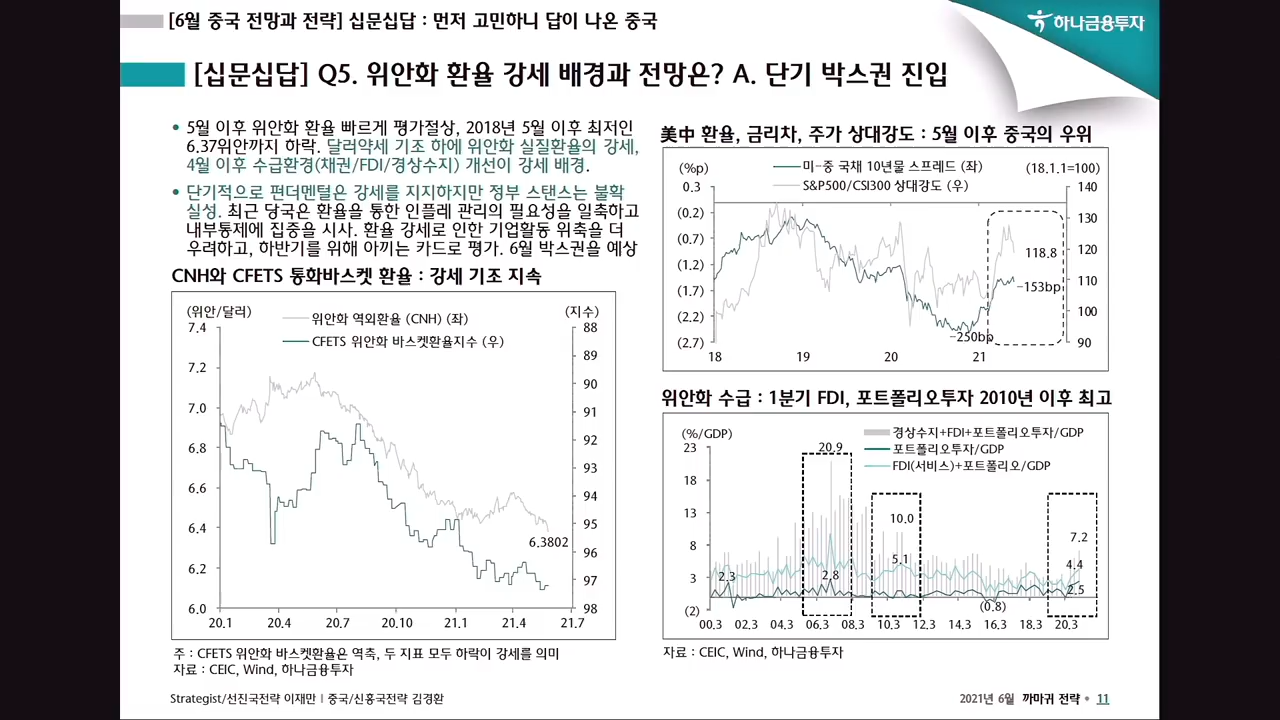 [6월 중국 전망과 전략] 십문십답 : 먼저 고민하니 답이 나온 중국
하나금융투자
[십문십답] Q5. 위안화 환율 강세 배경과 전망은? A. 단기 박스권 진입
• 5월 이후 위안화 환율 빠르게 평가절상, 2018년 5월 이후 최저인
6.37위안까지 하락. 달러약세 기조 하에 위안화 실질환율의 강세,
4월 이후 수급환경(채권/FDI/경상수지) 개선이 강세 배경.
• 단기적으로 펀더멘털은 강세를 지지하지만 정부 스탠스는 불확
실성. 최근 당국은 환율을 통한 인플레 관리의 필요성을 일축하고
내부통제에 집중을 시사. 환율 강세로 인한 기업활동 위축을 더
우려하고, 하반기를 위해 아끼는 카드로 평가. 6월 박스권을 예상
CNH와 CFETS 통화바스켓 환율 : 강세 기조 지속
(위안/달러)
(지수)
위안화 역외환율 (CNH) (좌)
CFETS 위안화 바스켓환율지수 (우)
7.4
7.2
7.0
6.8
6.6
6.4
6.2
6.0
88
89
90
91
92
93
94
95
96
97
98
6.3802
20.1 20.4 20.7 20.10 21.1 21.4 21.7
주 : CFETS 위안화 바스켓환율은 역축, 두 지표 모두 하락이 강세를 의미
자료 : CEIC, Wind, 하나금융투자
美中 환율, 금리차, 주가 상대강도 : 5월 이후 중국의 우위
(%p)
미-중 국채 10년물 스프레드 (좌)
S&P500/CSI300 상대강도 (우)
(18.1.1=100)
0.3
(0.2)
(0.7)
(1.2)
(1.7)
(2.2)
(2.7)
140
130
120
110
100
90
118.8
-153bp
-250bp
18 19 20 21
위안화 수급 : 1분기 FDI, 포트폴리오투자 2010년 이후 최고
(%/GDP)
경상수지+FDI+포트폴리오투자/GDP
포트폴리오투자/GDP
FDI(서비스)+포트폴리오/GDP
23
18
13
8
3
(2)
20.9
10.0
7.2
5.1
4.4
2.3
2.8
2.5
(0.8)
00.3 02.3 04.3 06.3 08.3 10.3 12.3 14.3 16.3 18.3 20.3
자료 : CEIC, Wind, 하나금융투자
Strategist/선진국전략 이재만 | 중국/신흥국전략 김경환
2021년 6월 까마귀 전략 • 11